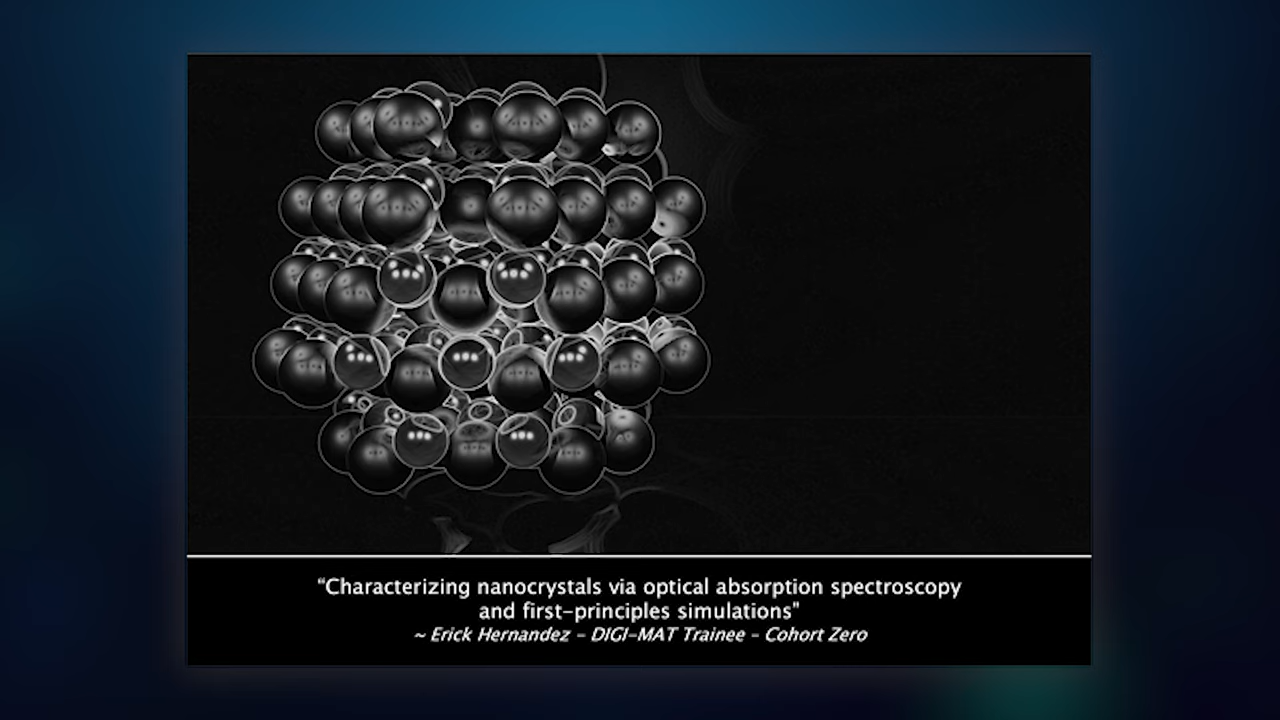 “Characterizing nanocrystals via optical absorption spectroscopy
and first-principles simulations"
~ Erick Hernandez - DIGI-MAT Trainee - Cohort Zero